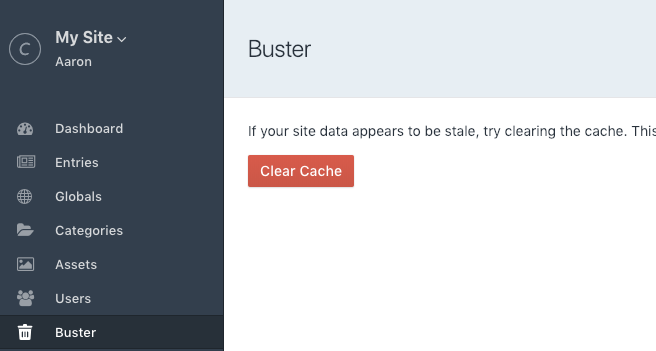 C
My Site
Aaron
Dashboard
Entries
Globals
Categories
Assets
Users
Buster
Buster
If your site data appears to be stale, try clearing the cache. This
Clear Cache